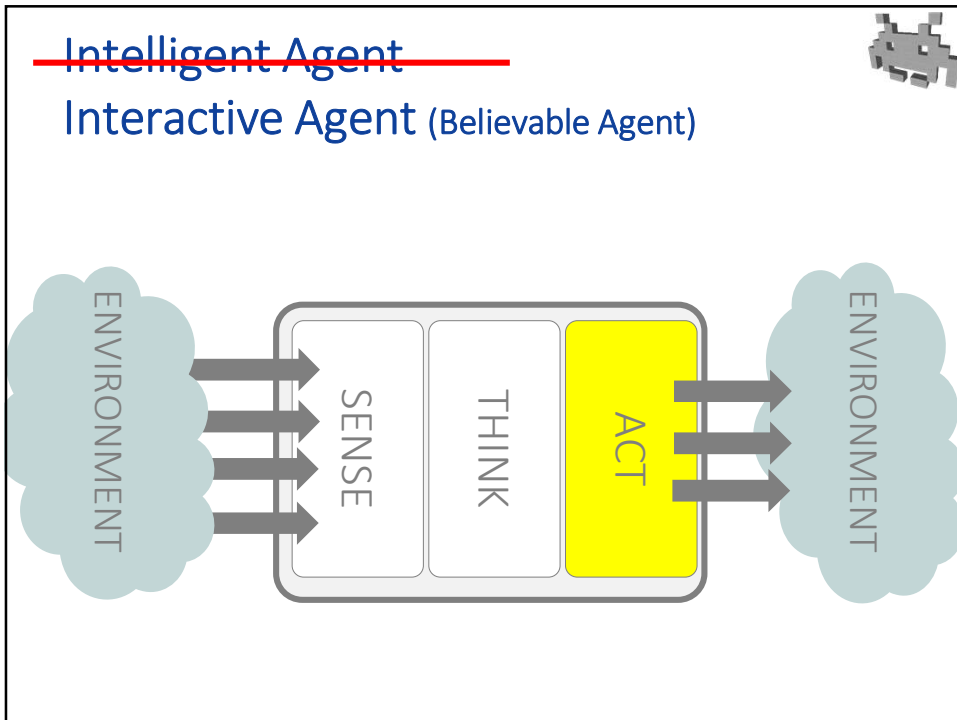 Intelligent Agent
Interactive Agent (Believable Agent)
ENVIRONMENT
SENSE
THINK
ACT
ENVIRONMENT